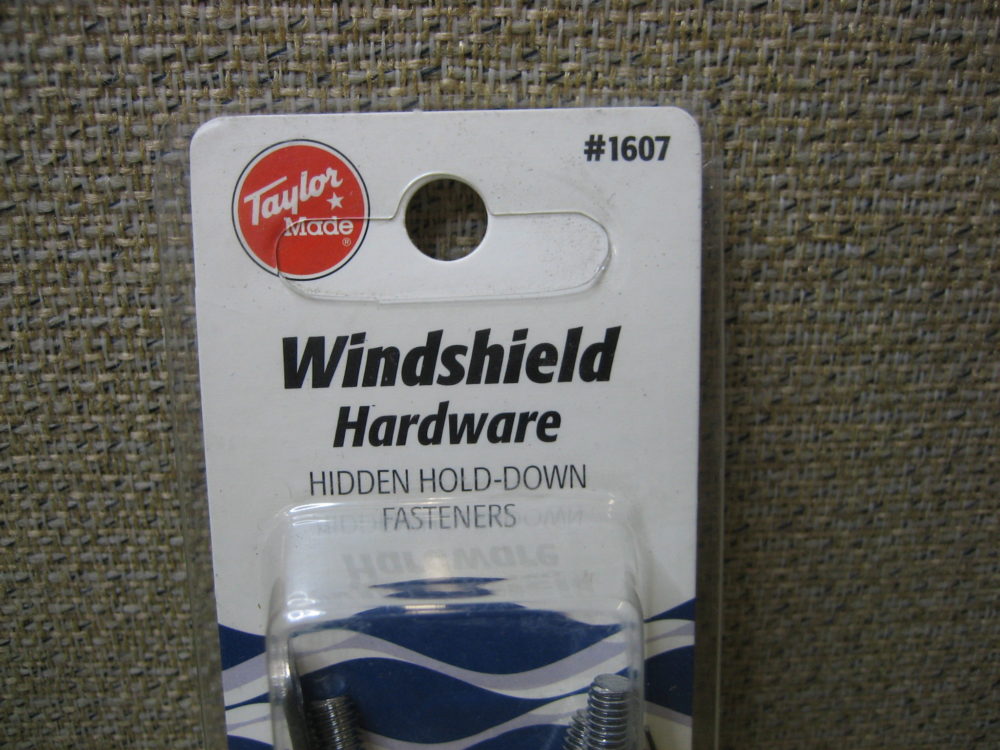 #1607
Taylor
Made
®
Windshield
Hardware
HIDDEN HOLD-DOWN
FASTENERS